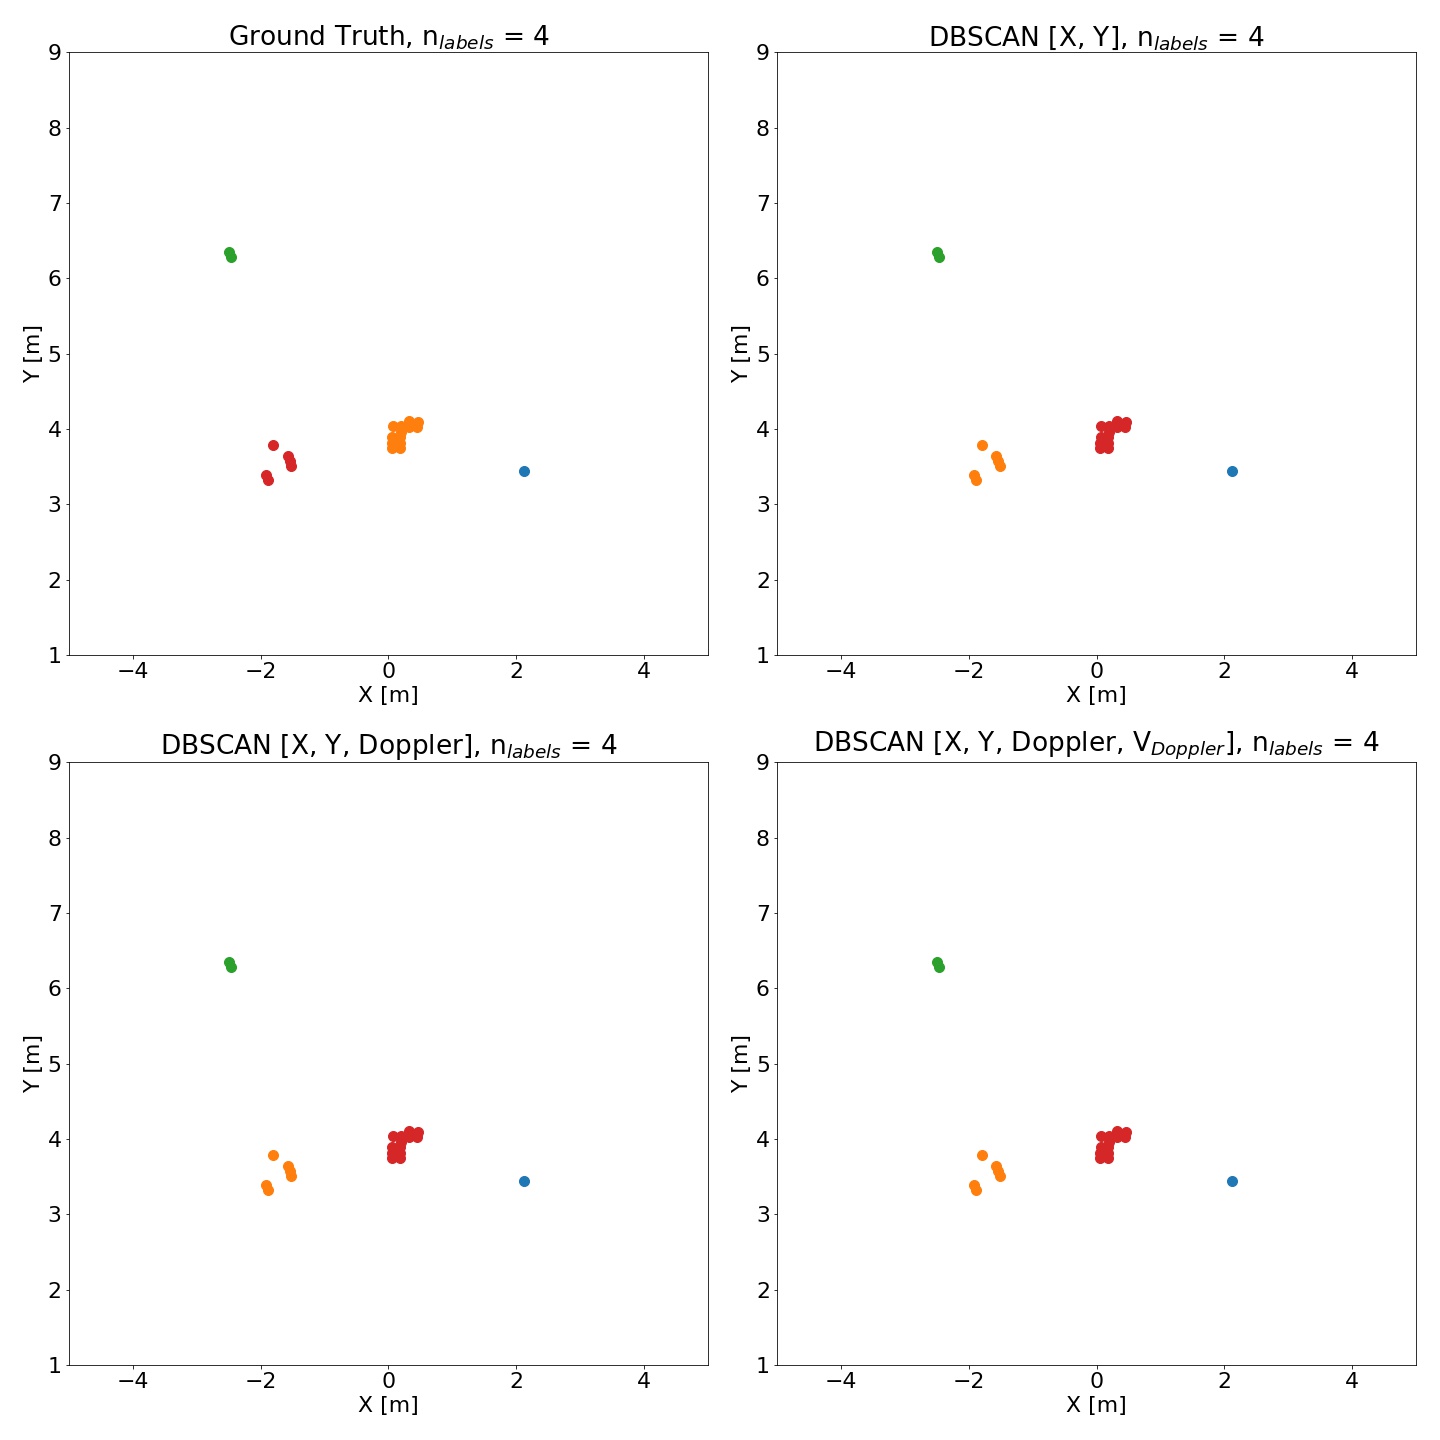 Ground Truth, n_labels = 4
9
8
7
6
5
4
3
2
1
Y [m]
−4 −2 0 2 4
X [m]
DBSCAN [X, Y], n_labels = 4
9
8
7
6
5
4
3
2
1
Y [m]
−4 −2 0 2 4
X [m]
DBSCAN [X, Y, Doppler], n_labels = 4
9
8
7
6
5
4
3
2
1
Y [m]
−4 −2 0 2 4
X [m]
DBSCAN [X, Y, Doppler, V_Doppler], n_labels = 4
9
8
7
6
5
4
3
2
1
Y [m]
−4 −2 0 2 4
X [m]